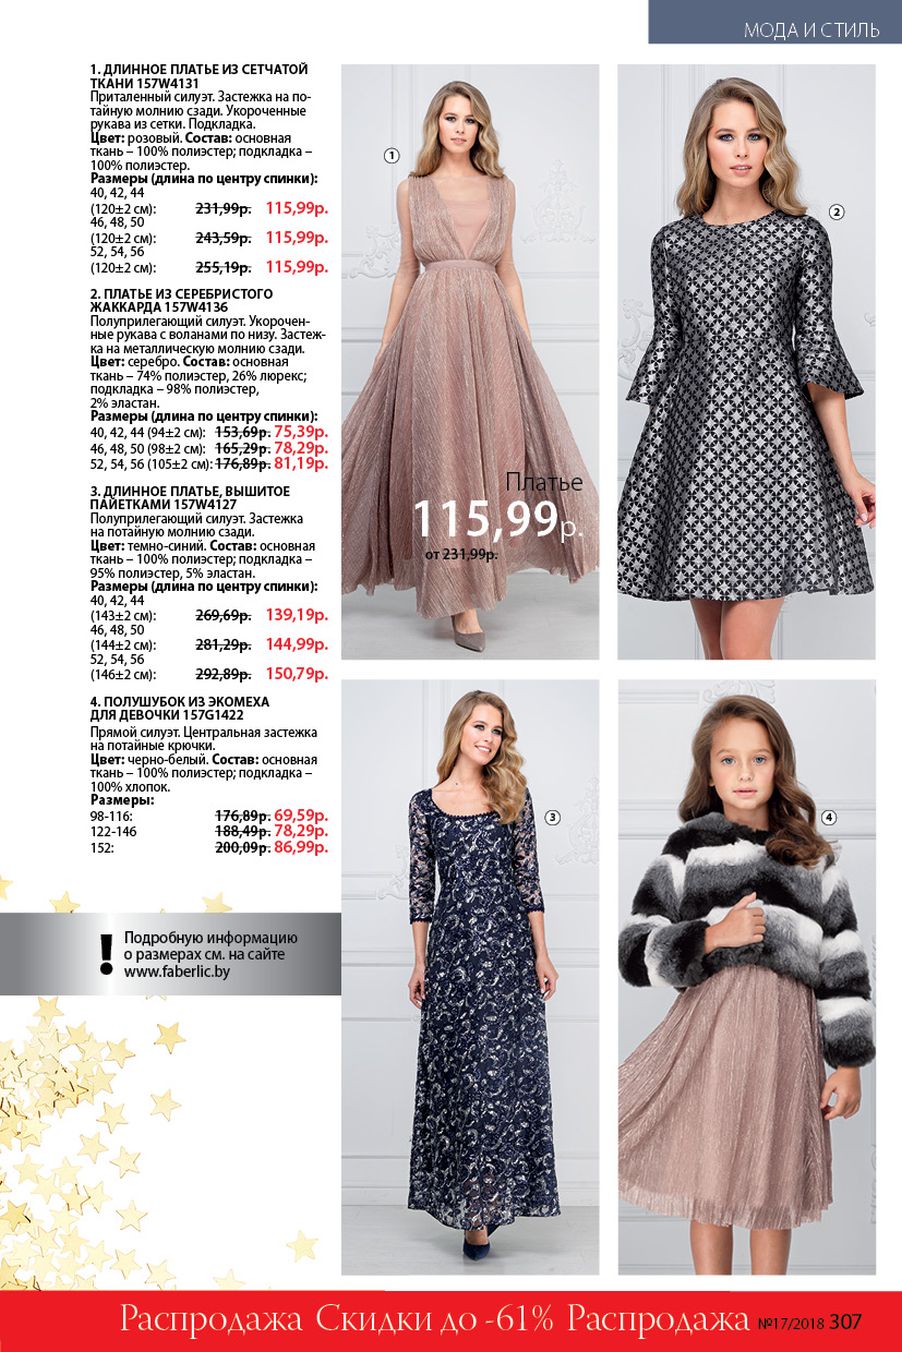 МОДА И СТИЛЬ
1. ДЛИННОЕ ПЛАТЬЕ ИЗ СЕТЧАТОЙ
ТКАНИ 157W4131
Приталенный силуэт. Застежка на по-
тайную молнию сзади. Укороченные
рукава из сетки. Подкладка.
Цвет: розовый. Состав: основная
ткань – 100% полиэстер; подкладка –
100% полиэстер.
Размеры (длина по центру спинки):
40, 42, 44
(120±2 см): 231,99р. 115,99р.
46, 48, 50
(120±2 см): 243,59р. 115,99р.
52, 54, 56
(120±2 см): 255,19р. 115,99р.
2. ПЛАТЬЕ ИЗ СЕРЕБРИСТОГО
ЖАККАРДА 157W4136
Полуприлегающий силуэт. Укорочен-
ные рукава с воланами по низу. Застеж-
ка на металлическую молнию сзади.
Цвет: серебро. Состав: основная
ткань – 74% полиэстер, 26% люрекс;
подкладка – 98% полиэстер,
2% эластан.
Размеры (длина по центру спинки):
40, 42, 44 (94±2 см): 153,69р. 75,39р.
46, 48, 50 (98±2 см): 165,29р. 78,29р.
52, 54, 56 (105±2 см): 176,89р. 81,19р.
3. ДЛИННОЕ ПЛАТЬЕ, ВЫШИТОЕ
ПАЙЕТКАМИ 157W4127
Полуприлегающий силуэт. Застежка
на потайную молнию сзади.
Цвет: темно-синий. Состав: основная
ткань – 100% полиэстер; подкладка –
95% полиэстер, 5% эластан.
Размеры (длина по центру спинки):
40, 42, 44
(143±2 см): 269,69р. 139,19р.
46, 48, 50
(144±2 см): 281,29р. 144,99р.
52, 54, 56
(146±2 см): 292,89р. 150,79р.
4. ПОЛУШУБОК ИЗ ЭКОМЕХА
ДЛЯ ДЕВОЧКИ 157G1422
Прямой силуэт. Центральная застежка
на потайные крючки.
Цвет: черно-белый. Состав: основная
ткань – 100% полиэстер; подкладка –
100% хлопок.
Размеры:
98-116: 176,89р. 69,59р.
122-146 188,49р. 78,29р.
152: 200,09р. 86,99р.
! Подробную информацию
о размерах см. на сайте
www.faberlic.by
1
Платье
115,99р.
от 231,99р.
2
3
4
Распродажа Скидки до -61% Распродажа №17/2018 307